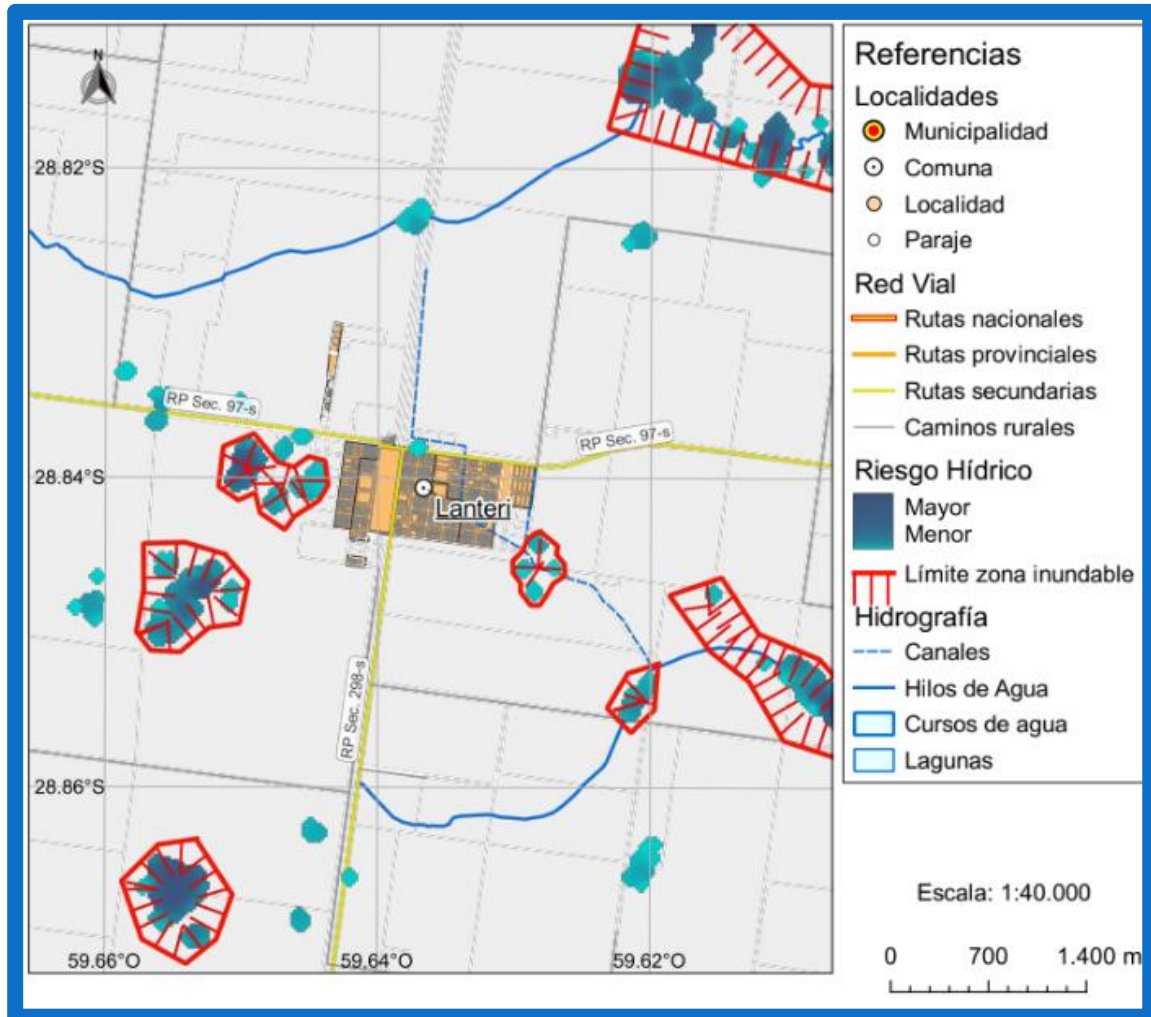 N
28.82°S
28.84°S
28.86°S
59.66°O
59.64°O
59.62°O
RP Sec. 97-s
RP Sec. 97-s
RP Sec. 298-s
Lanteri
Referencias
Localidades
Municipalidad
Comuna
Localidad
Paraje
Red Vial
Rutas nacionales
Rutas provinciales
Rutas secundarias
Caminos rurales
Riesgo Hídrico
Mayor
Menor
Límite zona inundable
Hidrografía
Canales
Hilos de Agua
Cursos de agua
Lagunas
Escala: 1:40.000
0 700 1.400 m